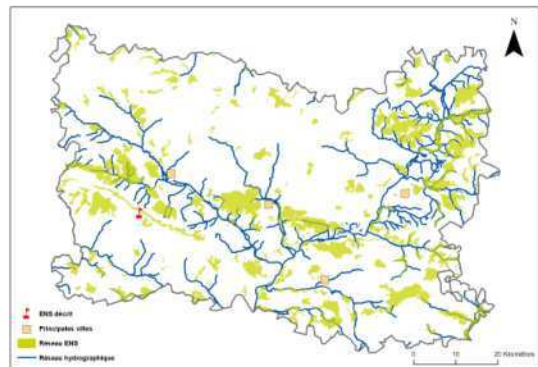 N
ENS décrit
Principales villes
Réseau ENS
Réseau hydrographique
0 10 20 Kilomètres